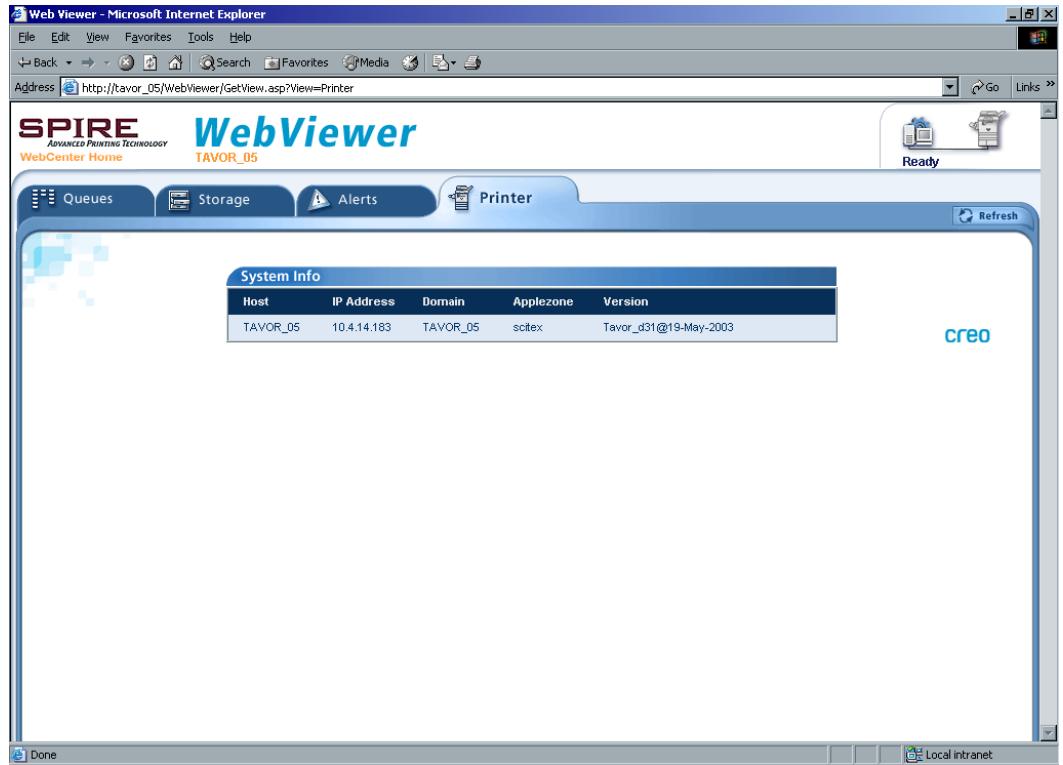 Web Viewer - Microsoft Internet Explorer
File Edit View Favorites Tools Help
Back Search Favorites Media
Address http://tavor_05/WebViewer/GetView.asp?View=Printer Go Links »
SPIRE
ADVANCED PRINTING TECHNOLOGY
WebCenter Home
WebViewer
TAVOR_05
Ready
Queues Storage Alerts Printer
Refresh
System Info
Host IP Address Domain Applezone Version
TAVOR_05 10.4.14.183 TAVOR_05 scitex Tavor_d31@19-May-2003
creo
Done Local intranet